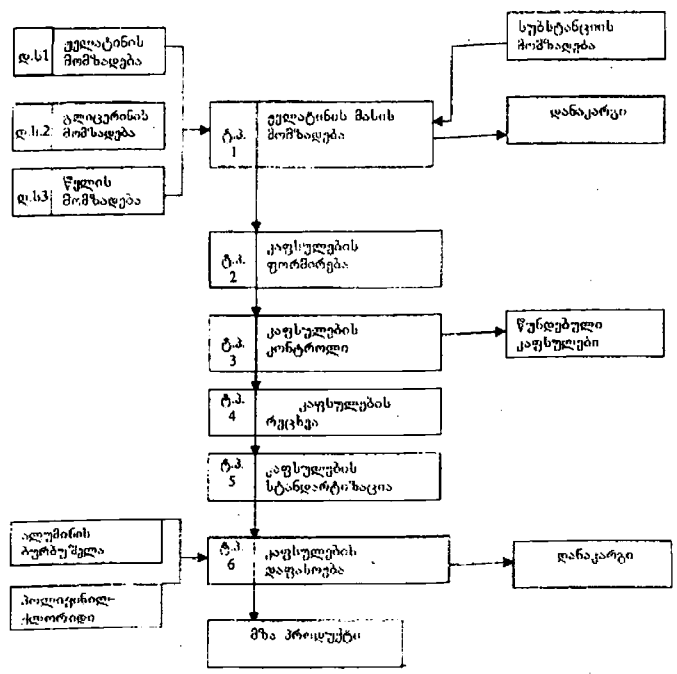 დ.ს1
ჟელატინის
მომზადება
სუბსტანციის
მომზადება
დ.ს.2
გლიცერინის
მომზადება
ტ.პ.
1
ჟელატინის მასის
მომზადება
დანაკარგი
დ.ს3
წყლის
მომზადება
ტ.პ.
2
კაფსულების
ფორმირება
ტ.პ.
3
კაფსულების
კონტროლი
წუნდებული
კაფსულები
ტ.პ.
4
კაფსულების
რეცხვა
ტ.პ.
5
კაფსულების
სტანდარტიზაცია
ალუმინის
ბურბუშელა
ტ.პ.
6
კაფსულების
დაფასოება
დანაკარგი
პოლივინილ-
ქლორიდი
მზა პროდუქტი